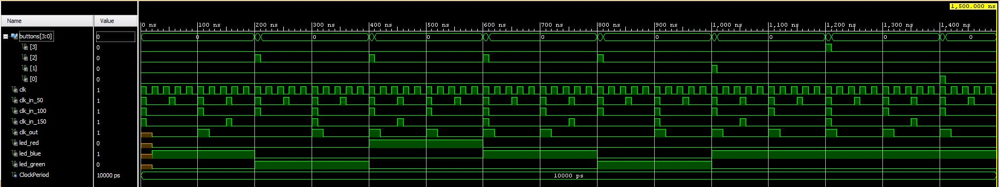 1,500.000 ns
Name Value
0 ns 100 ns 200 ns 300 ns 400 ns 500 ns 600 ns 700 ns 800 ns 900 ns 1,000 ns 1,100 ns 1,200 ns 1,300 ns 1,400 ns
buttons[3:0] 0 0 0 0 0 0 0 0 0
[3] 0
[2] 0
[1] 0
[0] 0
clk 1
clk_in_50 1
clk_in_100 1
clk_in_150 1
clk_out 1
led_red 0
led_blue 1
led_green 0
ClockPeriod 10000 ps 10000 ps